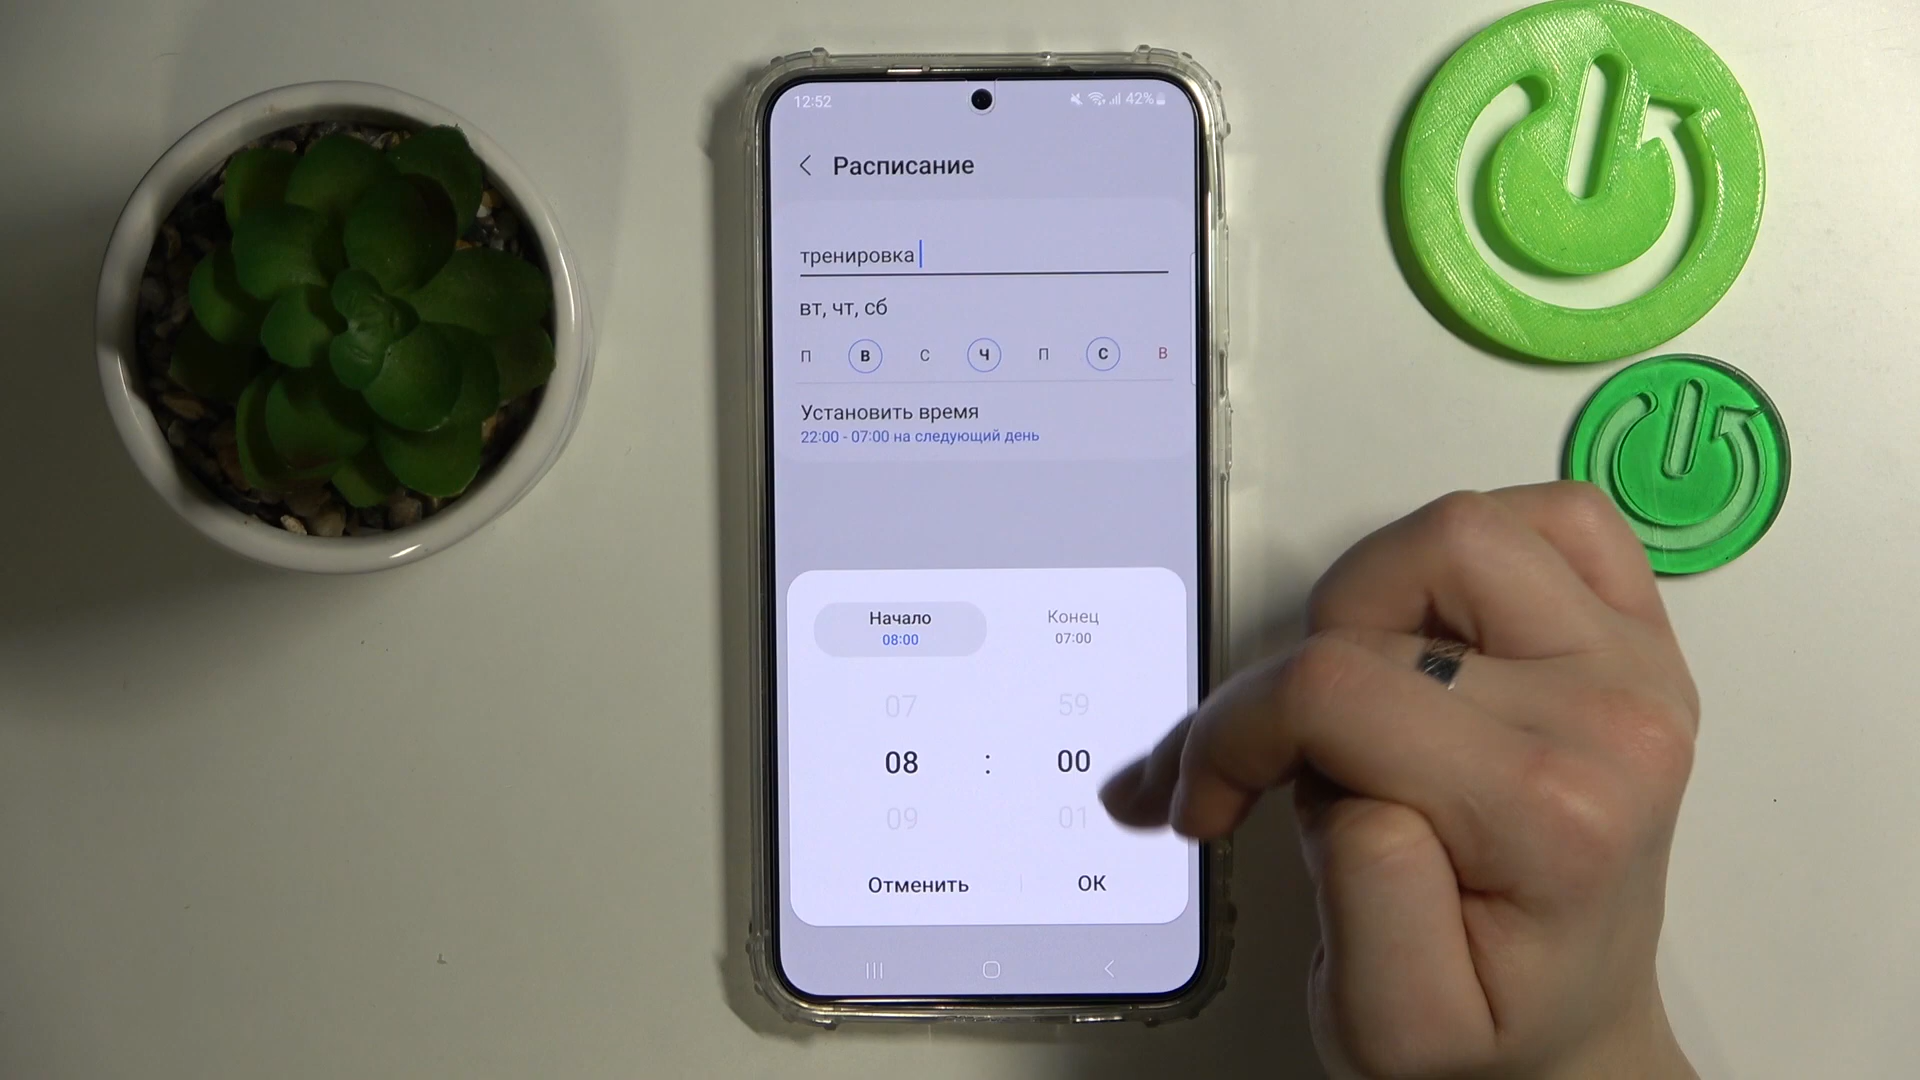 12:52 42%
Расписание
тренировка
вт, чт, сб
П В С Ч П С В
Установить время
22:00 - 07:00 на следующий день
Начало Конец
08:00 07:00
07 59
08 : 00
09 01
Отменить ОК